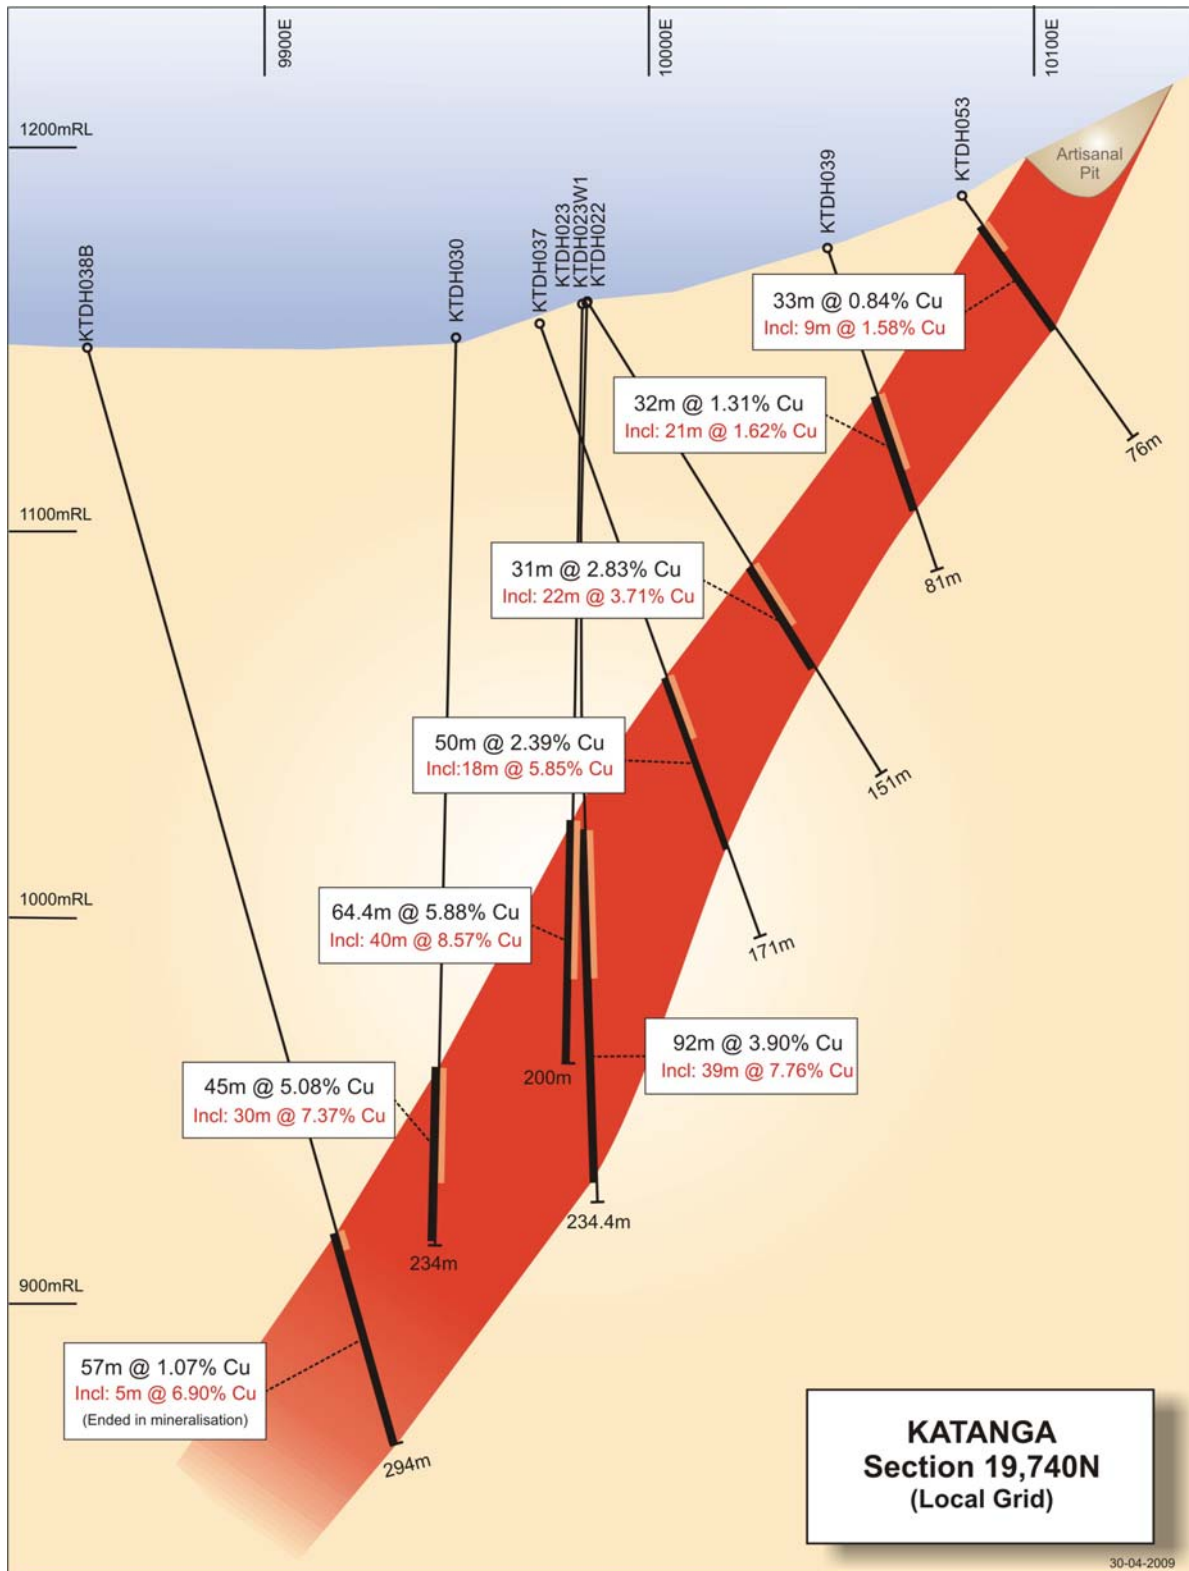 9900E
10000E
10100E
1200mRL
1100mRL
1000mRL
900mRL
KTDH038B
KTDH030
KTDH037
KTDH023
KTDH023W1
KTDH022
KTDH039
KTDH053
Artisanal
Pit
33m @ 0.84% Cu
Incl: 9m @ 1.58% Cu
76m
32m @ 1.31% Cu
Incl: 21m @ 1.62% Cu
81m
31m @ 2.83% Cu
Incl: 22m @ 3.71% Cu
151m
50m @ 2.39% Cu
Incl:18m @ 5.85% Cu
171m
64.4m @ 5.88% Cu
Incl: 40m @ 8.57% Cu
200m
92m @ 3.90% Cu
Incl: 39m @ 7.76% Cu
234.4m
45m @ 5.08% Cu
Incl: 30m @ 7.37% Cu
234m
57m @ 1.07% Cu
Incl: 5m @ 6.90% Cu
(Ended in mineralisation)
294m
KATANGA
Section 19,740N
(Local Grid)
30-04-2009